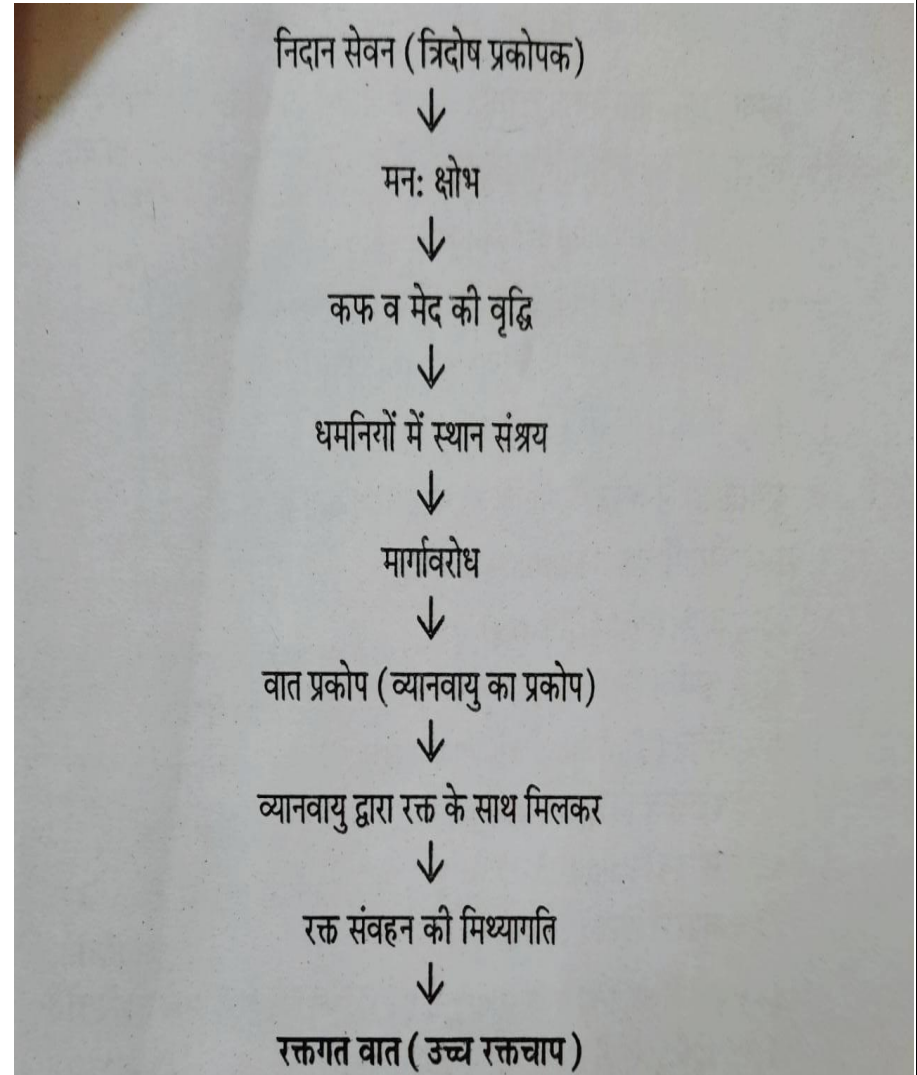 निदान सेवन (त्रिदोष प्रकोपक)
↓
मन: क्षोभ
↓
कफ व मेद की वृद्धि
↓
धमनियों में स्थान संश्रय
↓
मार्गावरोध
↓
वात प्रकोप (व्यानवायु का प्रकोप)
↓
व्यानवायु द्वारा रक्त के साथ मिलकर
↓
रक्त संवहन की मिथ्यागति
↓
रक्तगत वात ( उच्च रक्तचाप )